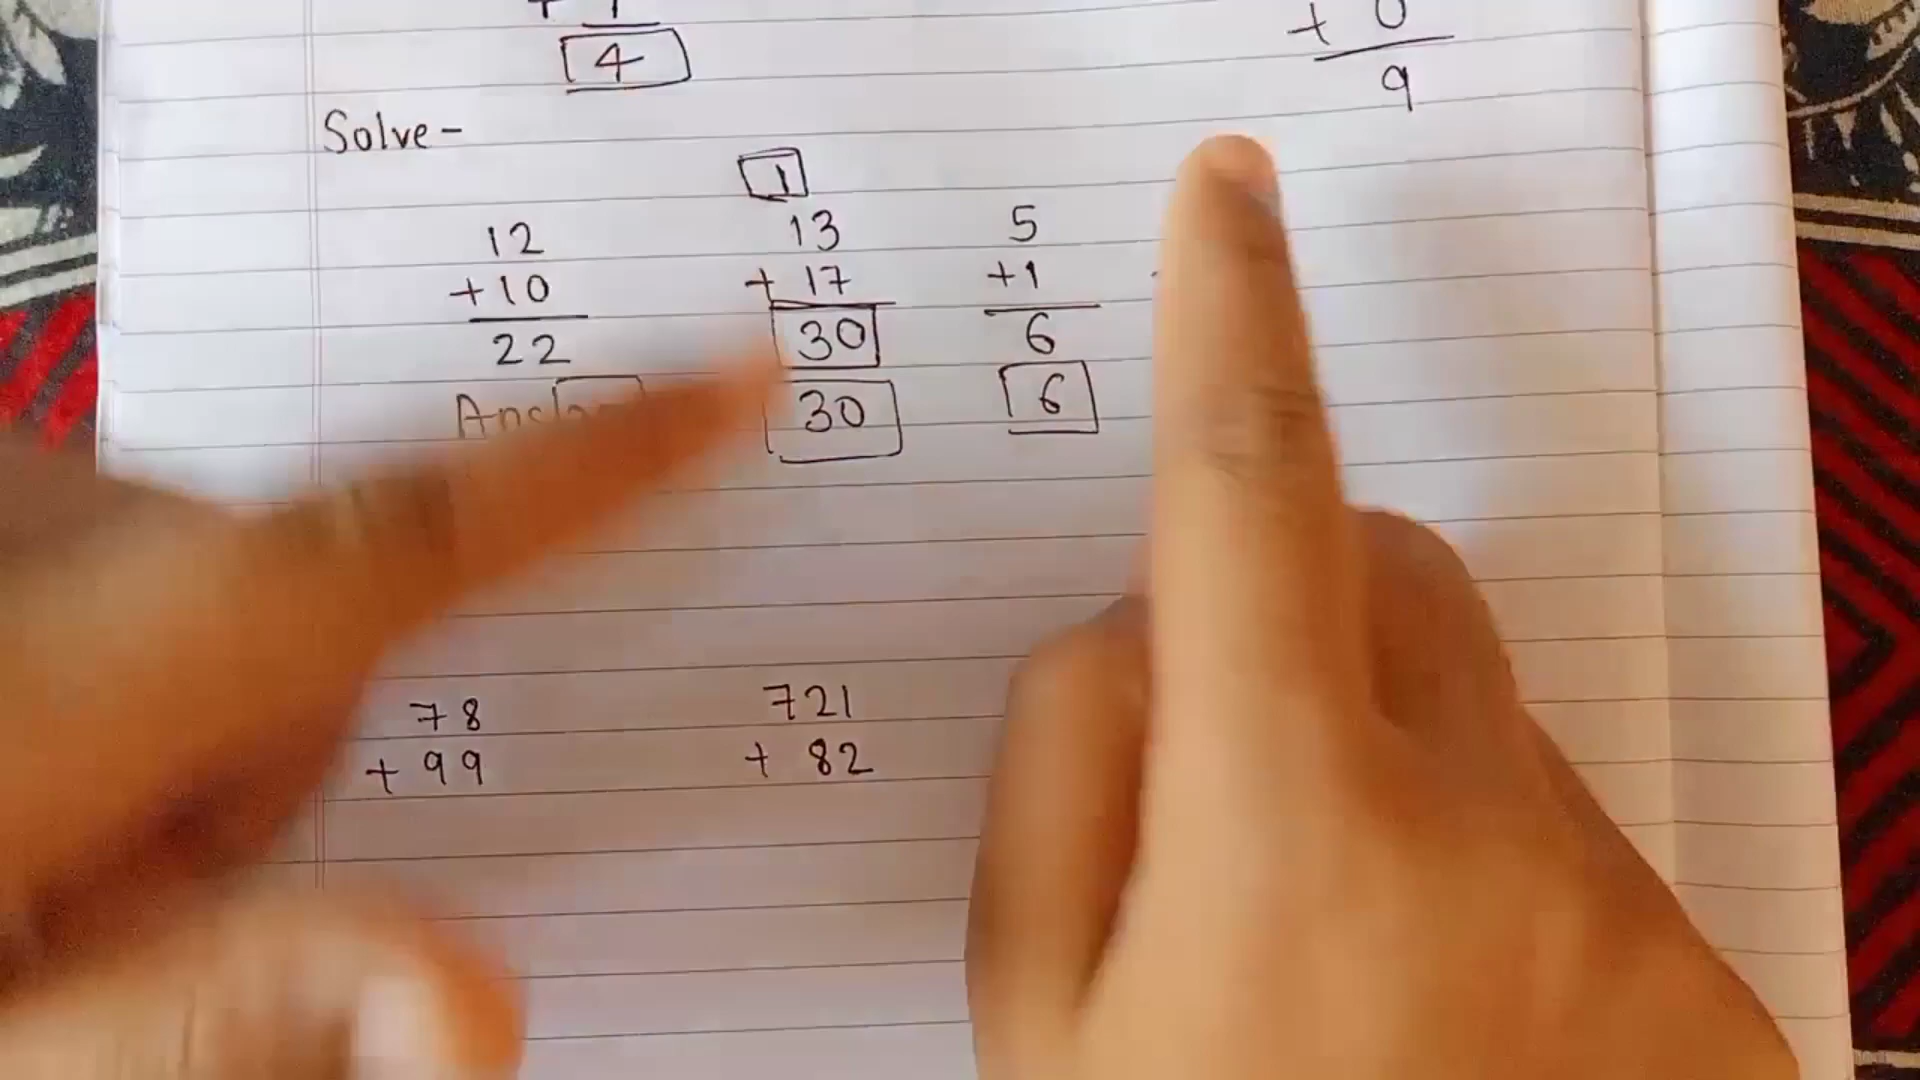 + 1
4
+ 0
9
Solve-
1
12 13 5
+10 + 17 +1
22 30 6
30 6
78 721
+ 99 + 82